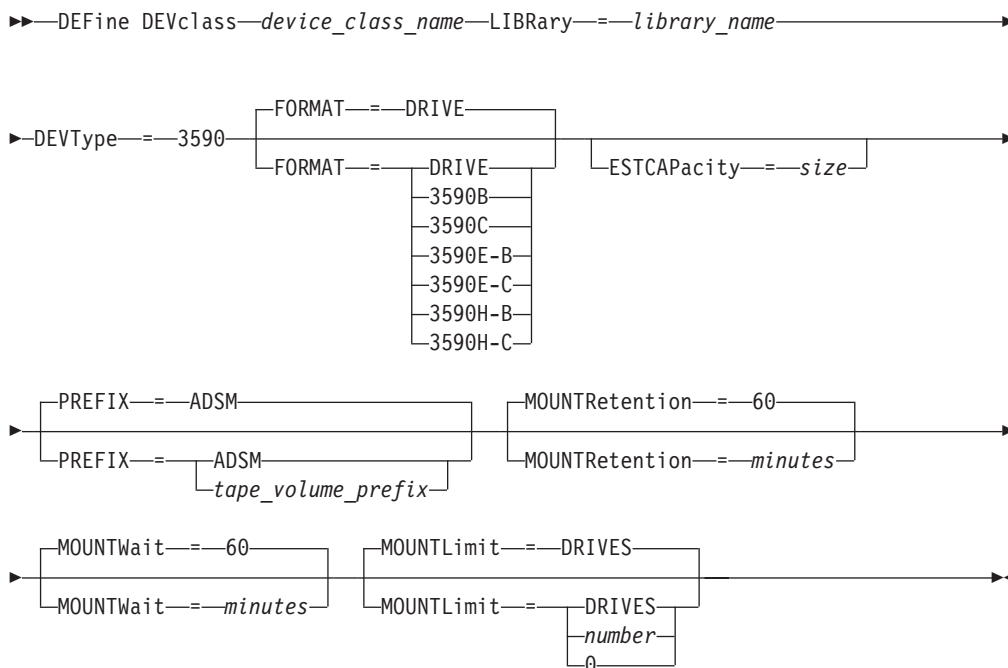 ▶▶—DEFine DEVclass—device_class_name—LIBRary—=—library_name—▶
FORMAT—=—DRIVE
▶—DEVType—=—3590
FORMAT—=—DRIVE
ESTCAPacity—=—size
3590B
3590C
3590E-B
3590E-C
3590H-B
3590H-C
PREFIX—=—ADSM
MOUNTRetention—=—60
PREFIX—=—ADSM
MOUNTRetention—=—minutes
tape_volume_prefix
MOUNTWait—=—60
MOUNTLimit—=—DRIVES
MOUNTWait—=—minutes
MOUNTLimit—=—DRIVES
number
0